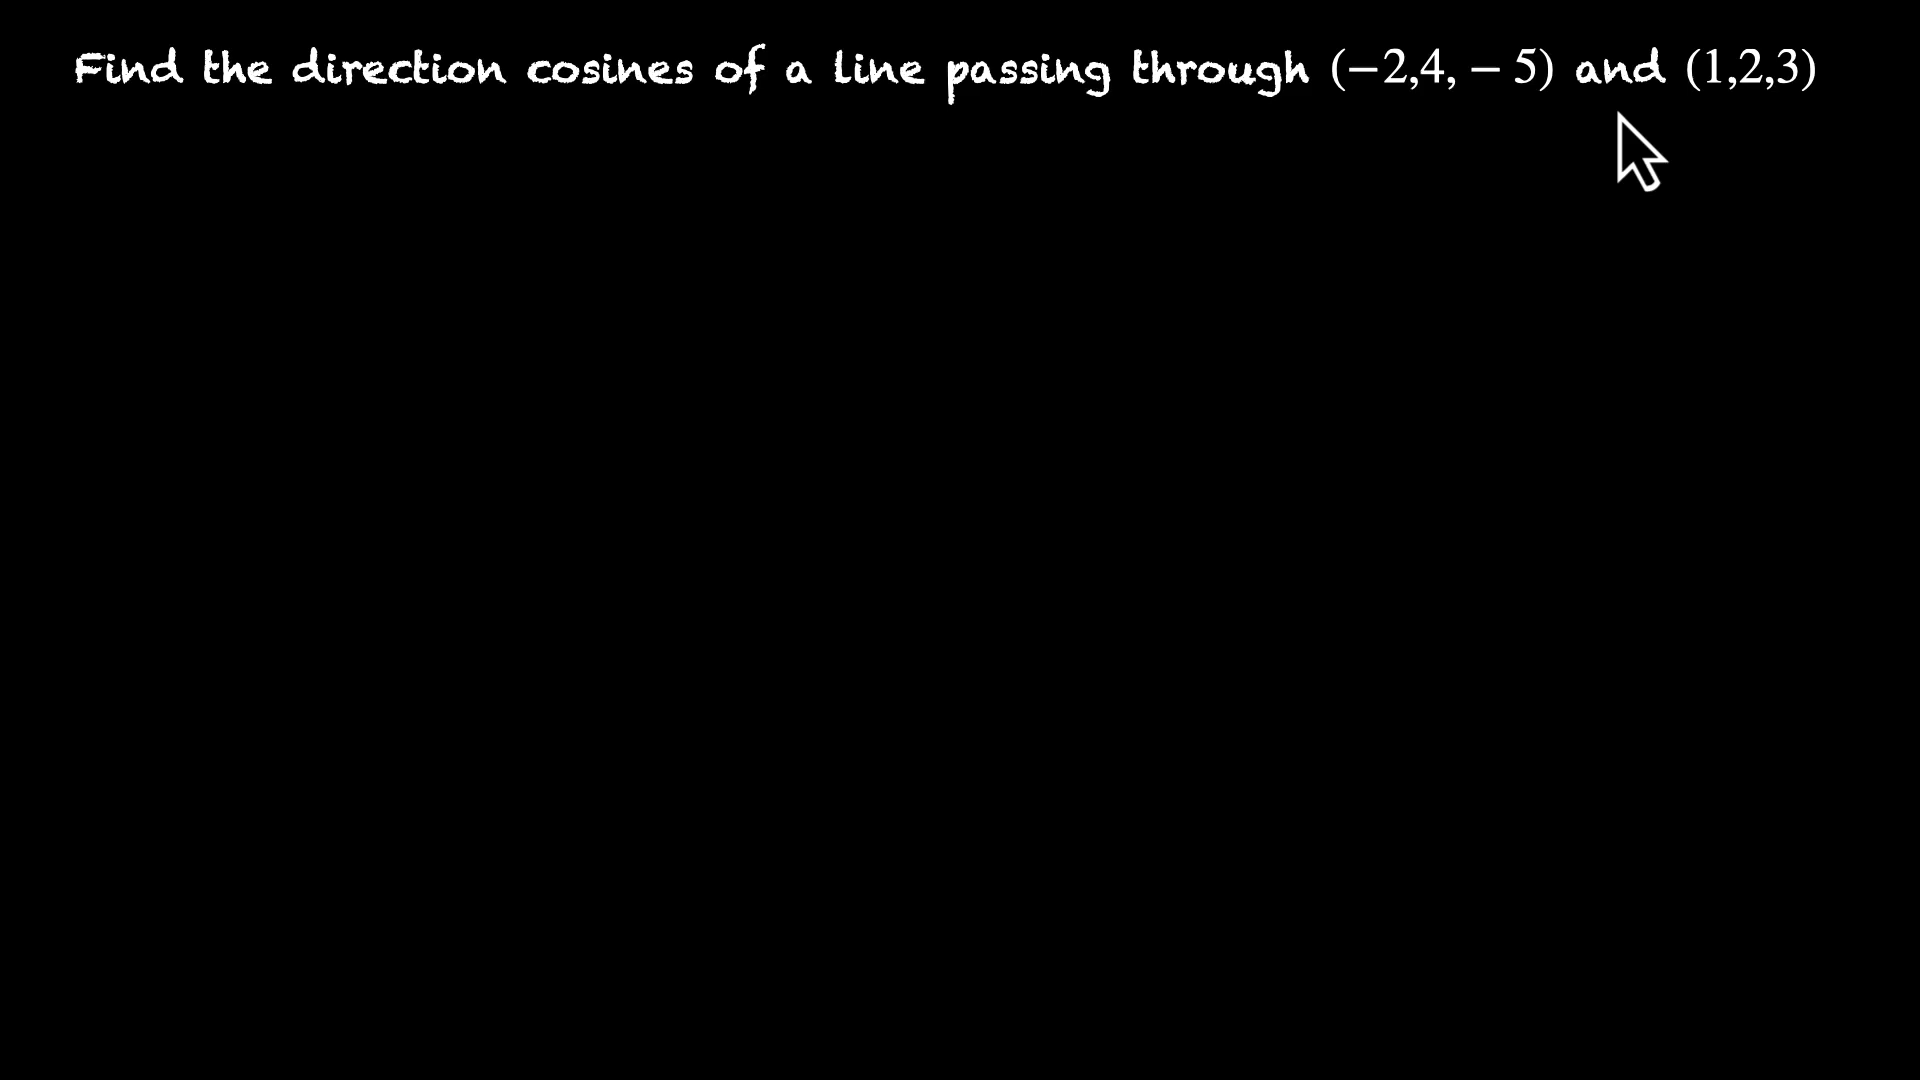 Find the direction cosines of a line passing through (−2,4, − 5) and (1,2,3)